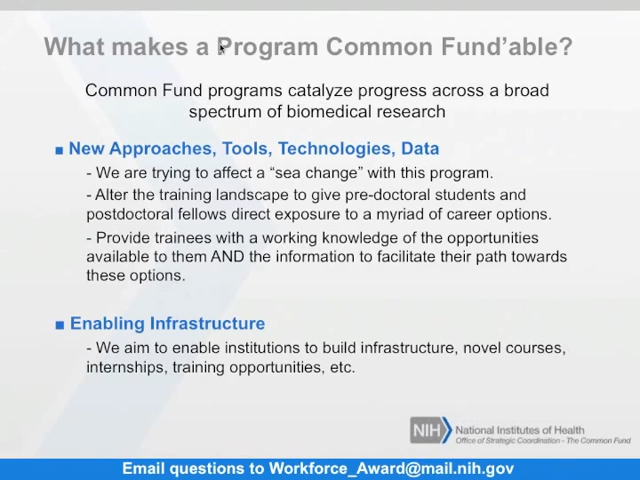 What makes a Program Common Fund'able?
Common Fund programs catalyze progress across a broad
spectrum of biomedical research
■ New Approaches, Tools, Technologies, Data
- We are trying to affect a “sea change” with this program.
- Alter the training landscape to give pre-doctoral students and
postdoctoral fellows direct exposure to a myriad of career options.
- Provide trainees with a working knowledge of the opportunities
available to them AND the information to facilitate their path towards
these options.
■ Enabling Infrastructure
- We aim to enable institutions to build infrastructure, novel courses,
internships, training opportunities, etc.
NIH National Institutes of Health
Office of Strategic Coordination - The Common Fund
Email questions to Workforce_Award@mail.nih.gov